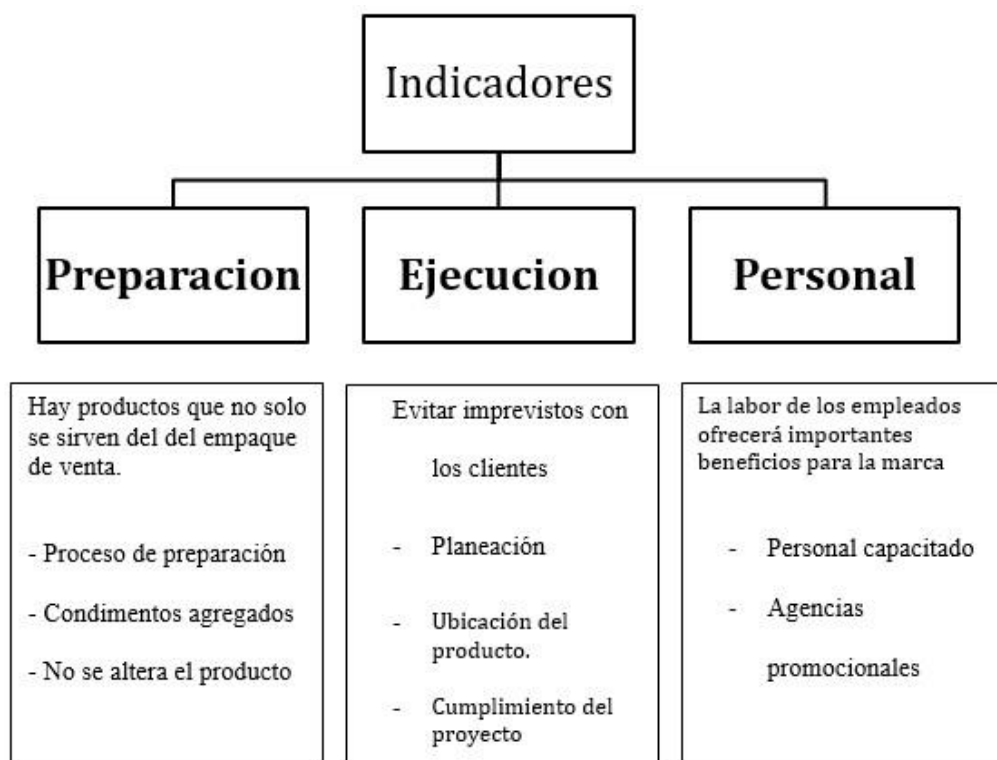 Indicadores
Preparacion
Ejecucion
Personal
Hay productos que no solo
se sirven del del empaque
de venta.
- Proceso de preparación
- Condimentos agregados
- No se altera el producto
Evitar imprevistos con
los clientes
- Planeación
- Ubicación del
producto.
- Cumplimiento del
proyecto
La labor de los empleados
ofrecerá importantes
beneficios para la marca
- Personal capacitado
- Agencias
promocionales